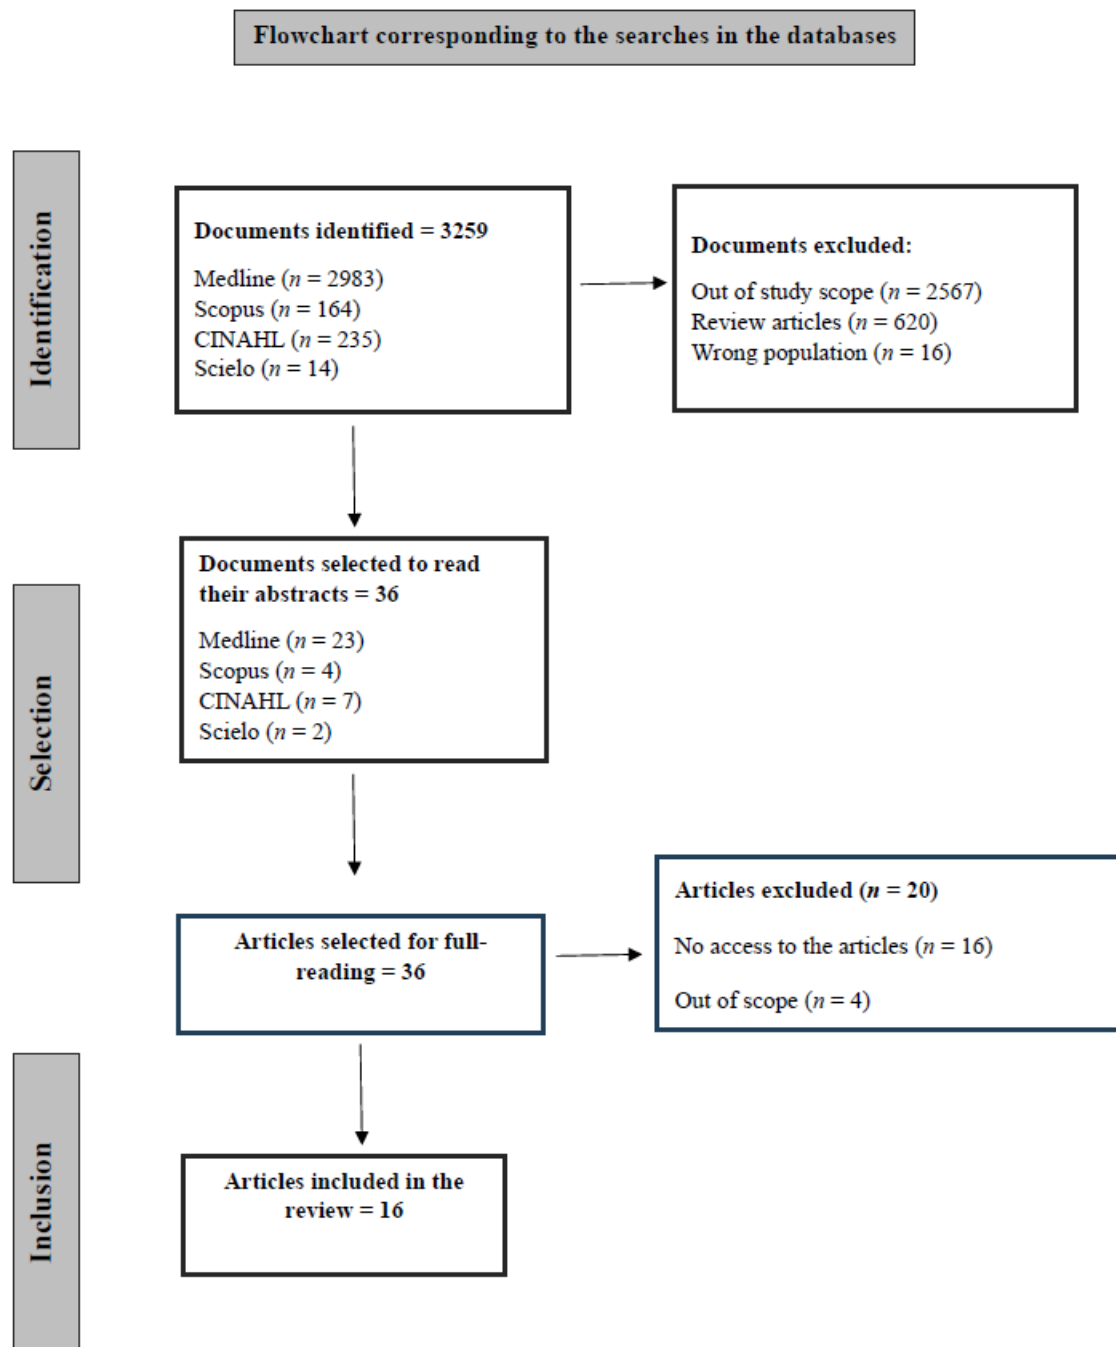 Flowchart corresponding to the searches in the databases
Identification
Documents identified = 3259
Medline (n = 2983)
Scopus (n = 164)
CINAHL (n = 235)
Scielo (n = 14)
Documents excluded:
Out of study scope (n = 2567)
Review articles (n = 620)
Wrong population (n = 16)
Selection
Documents selected to read
their abstracts = 36
Medline (n = 23)
Scopus (n = 4)
CINAHL (n = 7)
Scielo (n = 2)
Articles selected for full-
reading = 36
Articles excluded (n = 20)
No access to the articles (n = 16)
Out of scope (n = 4)
Inclusion
Articles included in the
review = 16